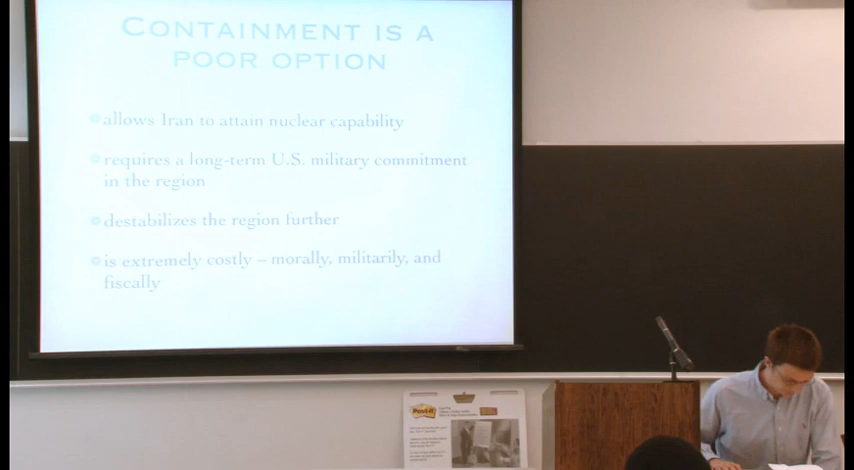 CONTAINMENT IS A
POOR OPTION
allows Iran to attain nuclear capability
requires a long-term U.S. military commitment
in the region
destabilizes the region further
is extremely costly – morally, militarily, and
fiscally
Post-it